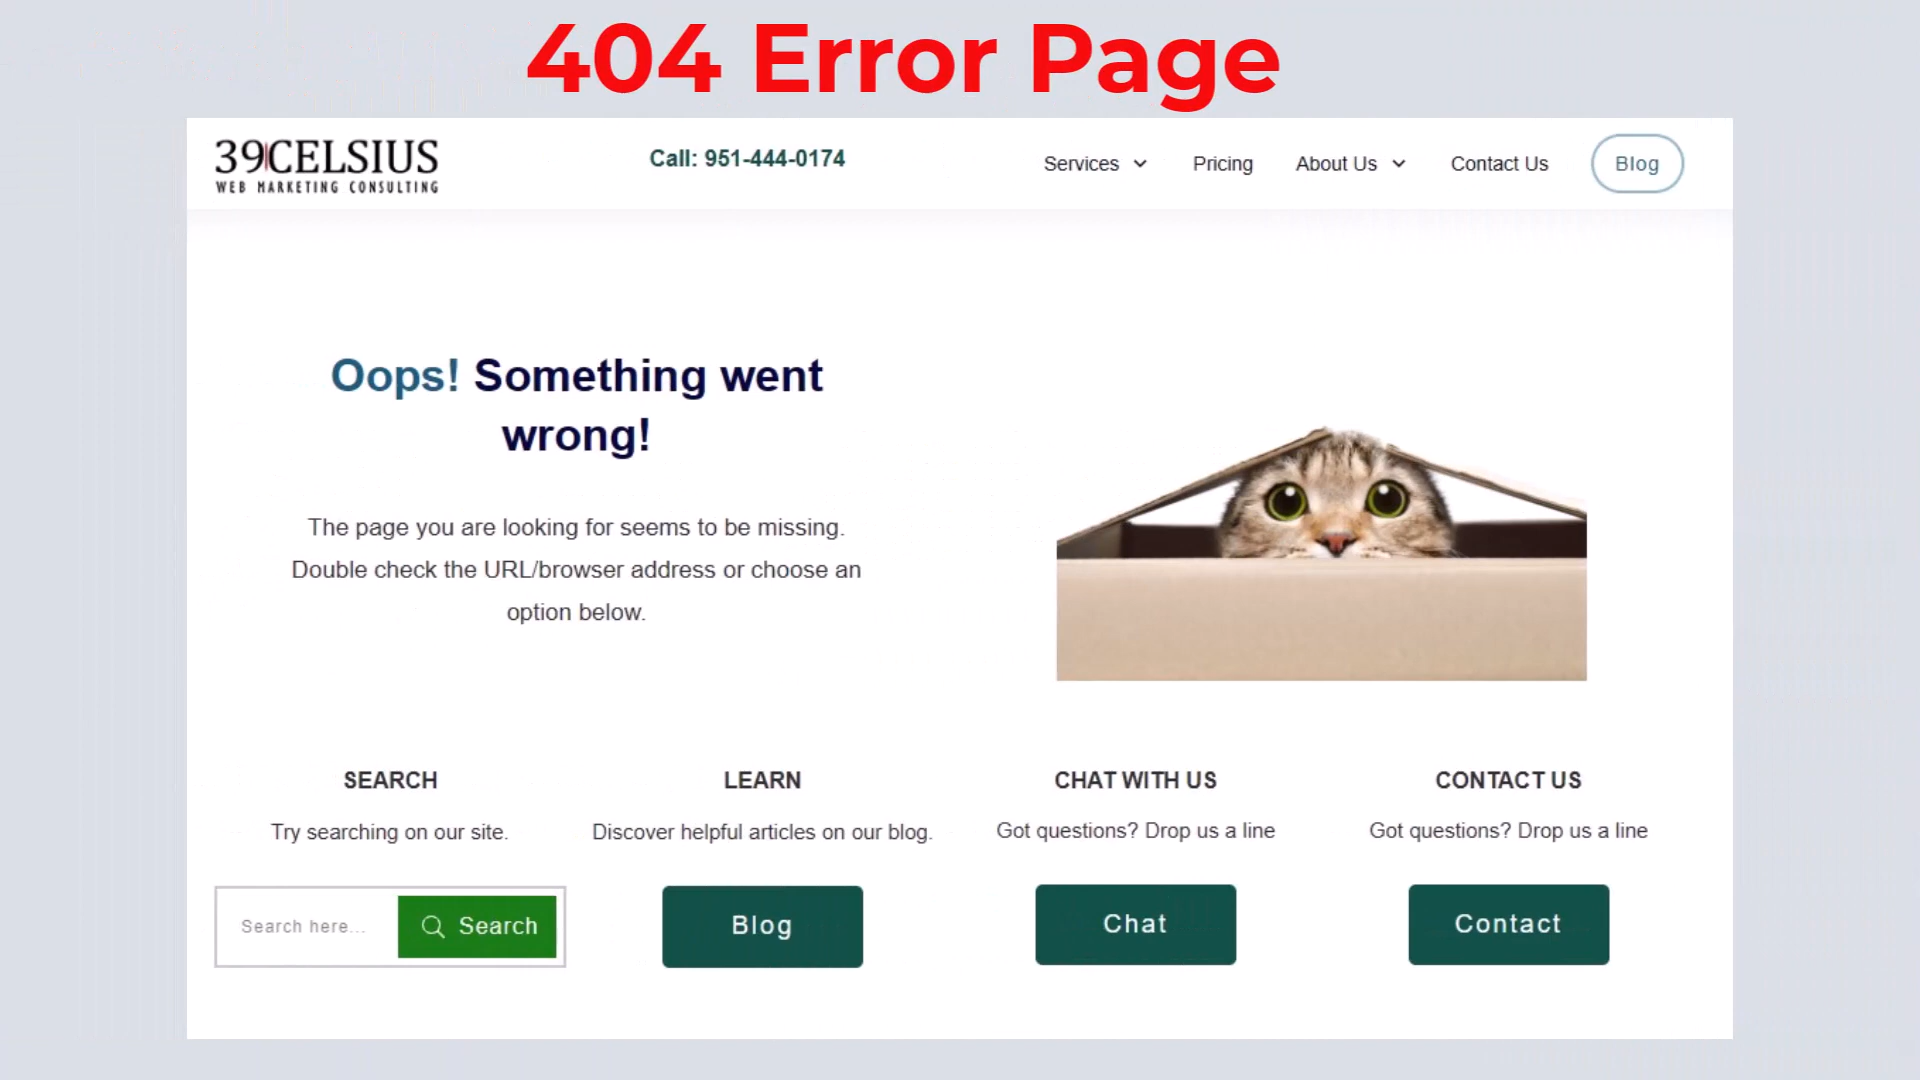 404 Error Page
39CELSIUS
WEB MARKETING CONSULTING
Call: 951-444-0174
Services
Pricing
About Us
Contact Us
Blog
Oops! Something went
wrong!
The page you are looking for seems to be missing.
Double check the URL/browser address or choose an
option below.
SEARCH
Try searching on our site.
Search here...
Search
LEARN
Discover helpful articles on our blog.
Blog
CHAT WITH US
Got questions? Drop us a line
Chat
CONTACT US
Got questions? Drop us a line
Contact